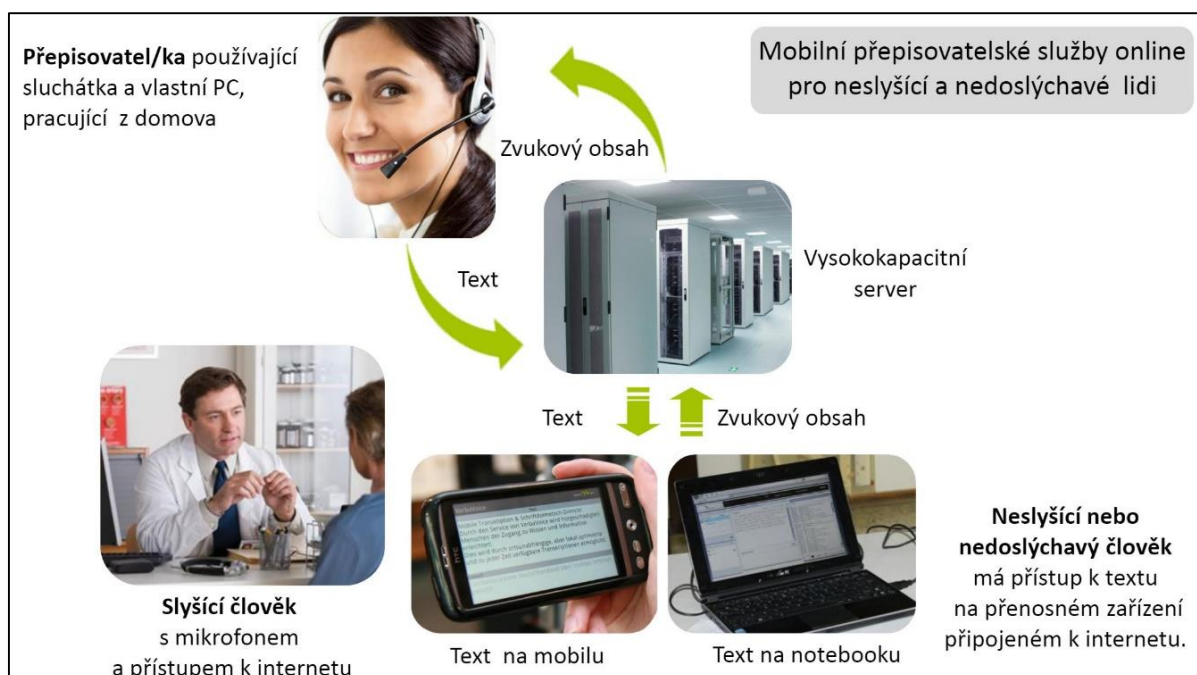 Přepisovatel/ka používající
sluchátka a vlastní PC,
pracující z domova
Mobilní přepisovatelské služby online
pro neslyšící a nedoslýchavé lidi
Zvukový obsah
Text
Vysokokapacitní
server
Text
Zvukový obsah
hTC
Slyšící člověk
s mikrofonem
a přístupem k internetu
Text na mobilu
Text na notebooku
Neslyšící nebo
nedoslýchavý člověk
má přístup k textu
na přenosném zařízení
připojeném k internetu.